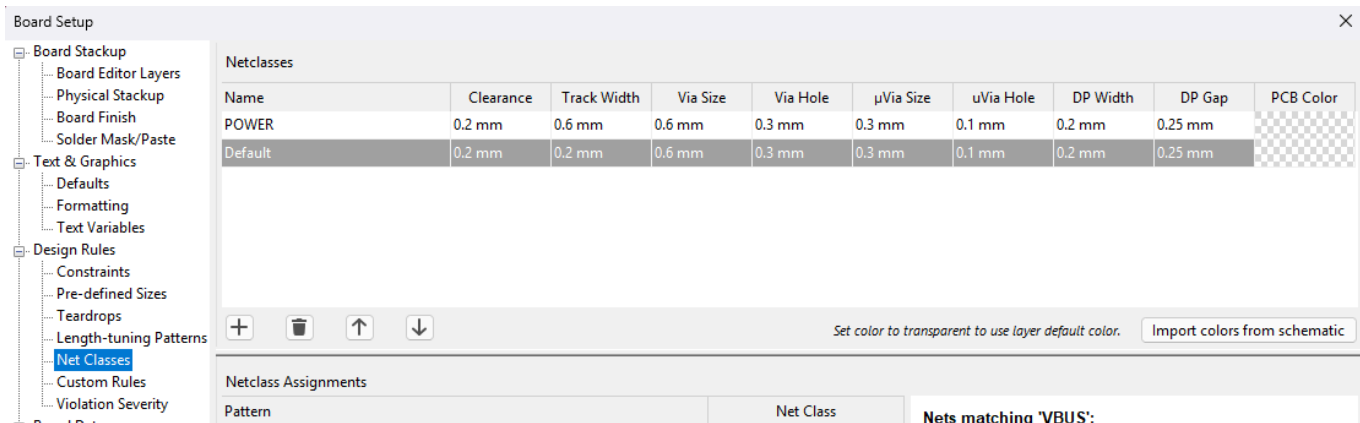 Board Setup
Board Stackup
Board Editor Layers
Physical Stackup
Board Finish
Solder Mask/Paste
Text & Graphics
Defaults
Formatting
Text Variables
Design Rules
Constraints
Pre-defined Sizes
Teardrops
Length-tuning Patterns
Net Classes
Custom Rules
Violation Severity
Netclasses
Name Clearance Track Width Via Size Via Hole µVia Size uVia Hole DP Width DP Gap PCB Color
POWER 0.2 mm 0.6 mm 0.6 mm 0.3 mm 0.3 mm 0.1 mm 0.2 mm 0.25 mm
Default 0.2 mm 0.2 mm 0.6 mm 0.3 mm 0.3 mm 0.1 mm 0.2 mm 0.25 mm
Set color to transparent to use layer default color. Import colors from schematic
Netclass Assignments
Pattern Net Class
Nets matching 'VBUS':